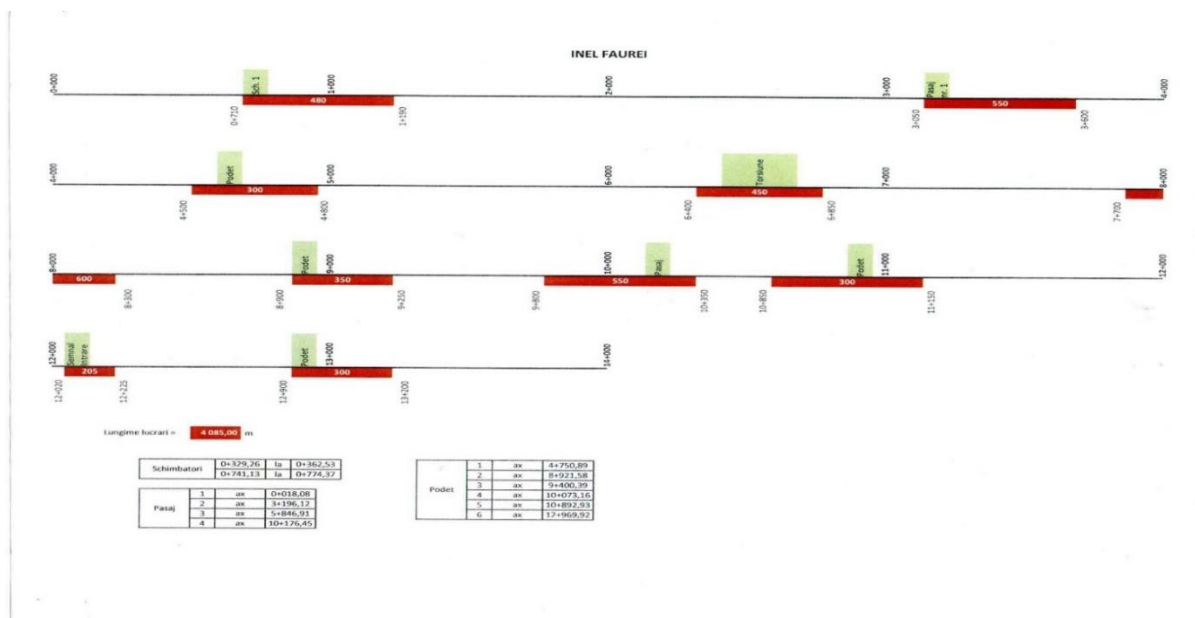 INEL FAUREI
0+000 Sch. 1 1+000 2+000 3+000 Pasaj nr. 1 4+000
480 550
0+710 1+190 3+050 3+600
4+000 Podet 5+000 6+000 Torsiune 7+000 8+000
300 450
4+500 4+800 6+400 6+850 7+700
8+000 Podet 9+000 10+000 Pasaj Podet 11+000 12+000
600 350 550 300
8+300 8+900 9+250 9+800 10+350 10+850 11+150
12+000 Semnal Intrare Podet 13+000 14+000
205 300
12+020 12+225 12+900 13+200
Lungime lucrari = 4 085,00 m
Schimbatori 0+329,26 la 0+362,53
0+741,13 la 0+774,37
Pasaj 1 ax 0+018,08
2 ax 3+196,12
3 ax 5+846,91
4 ax 10+176,45
Podet 1 ax 4+750,89
2 ax 8+921,58
3 ax 9+400,39
4 ax 10+073,16
5 ax 10+892,93
6 ax 12+969,92